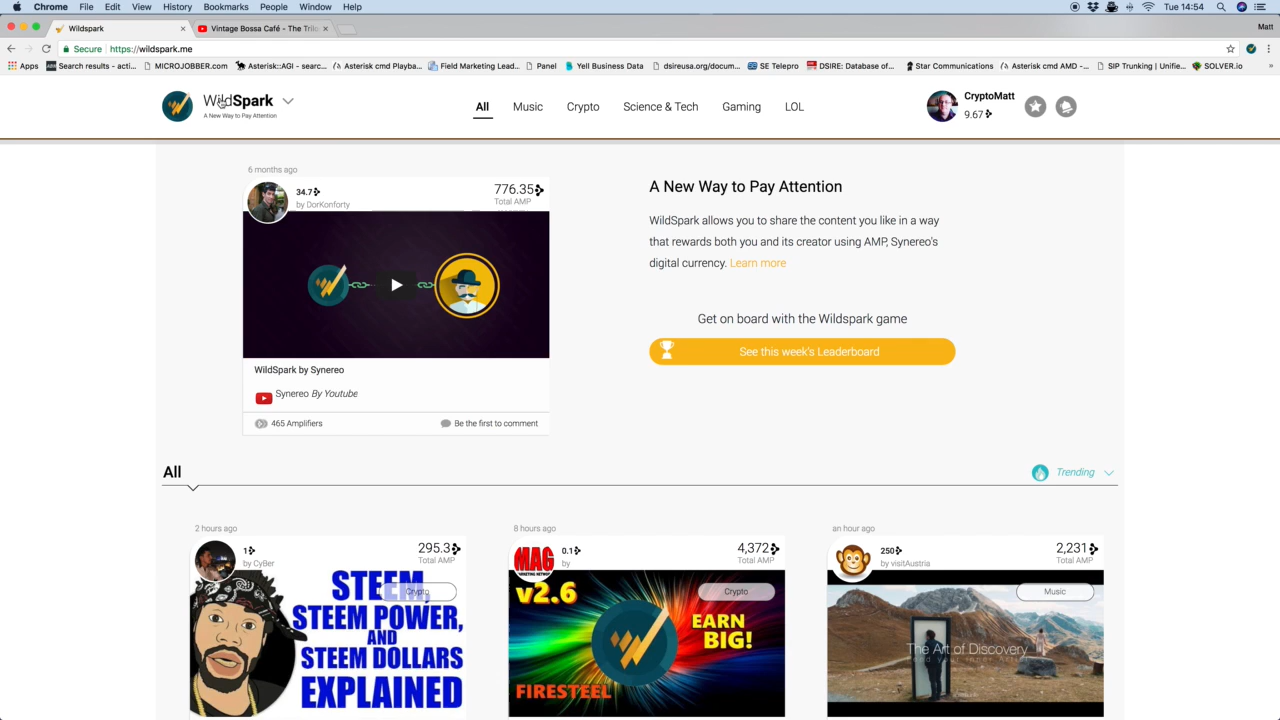 Chrome File Edit View History Bookmarks People Window Help Tue 14:54
Wildspark Vintage Bossa Café - The Trilo Matt
Secure https://wildspark.me
Apps Search results - acti... MICROJOBBER.com Asterisk::AGI - searc... Asterisk cmd Playba... Field Marketing Lead... Panel Yell Business Data dsireusa.org/docum... SE Telepro DSIRE: Database of... Star Communications Asterisk cmd AMD -... SIP Trunking | Unifie... SOLVER.io »
WildSpark
A New Way to Pay Attention
All Music Crypto Science & Tech Gaming LOL
CryptoMatt
9.67
6 months ago
34.7
by DorKonforty
776.35
Total AMP
WildSpark by Synereo
Synereo By Youtube
465 Amplifiers Be the first to comment
A New Way to Pay Attention
WildSpark allows you to share the content you like in a way
that rewards both you and its creator using AMP, Synereo's
digital currency. Learn more
Get on board with the Wildspark game
See this week's Leaderboard
All Trending
2 hours ago
1
by CyBer
295.3
Total AMP
Crypto
STEEM,
STEEM POWER,
AND
STEEM DOLLARS
EXPLAINED
8 hours ago
MAG
0.1
by
4,372
Total AMP
Crypto
v2.6
EARN
BIG!
FIRESTEEL
an hour ago
250
by visitAustria
2,231
Total AMP
Music
The Art of Discovery